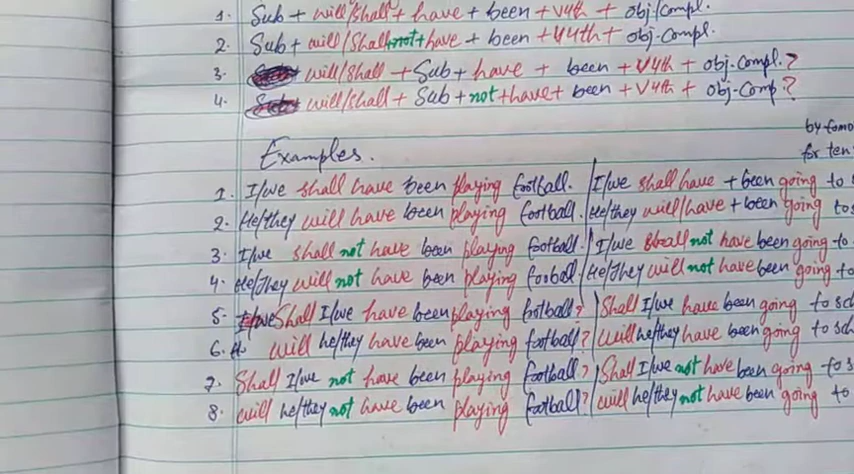 1. Sub + will/shall + have + been + V4th + obj/compl.
2. Sub + will/shall + not + have + been + V4th + obj-compl.
3. will/shall + Sub + have + been + V4th + obj-compl.?
4. will/shall + Sub + not + have + been + V4th + obj-comp.?
by
for ten
Examples.
1. I/we shall have been playing football. I/we shall have + been going to
2. He/they will have been playing football. He/they will/have + been going to
3. I/we shall not have been playing football. I/we shall not have been going to
4. He/They will not have been playing football. He/They will not have been going to
5. Shall I/we have been playing football? Shall I/we have been going to sc
6. will he/they have been playing football? will he/they have been going to sch
7. Shall I/we not have been playing football? Shall I/we not have been going to s
8. will he/they not have been playing football? will he/they not have been going to